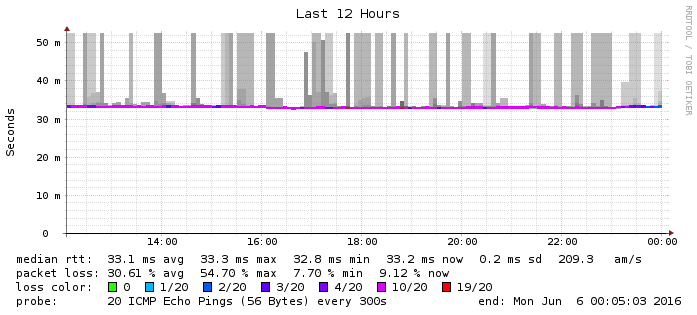 Last 12 Hours
RRDTOOL / TOBI OETIKER
Seconds
50 m
40 m
30 m
20 m
10 m
0
14:00 16:00 18:00 20:00 22:00 00:00
median rtt: 33.1 ms avg 33.3 ms max 32.8 ms min 33.2 ms now 0.2 ms sd 209.3 am/s
packet loss: 30.61 % avg 54.70 % max 7.70 % min 9.12 % now
loss color: 0 1/20 2/20 3/20 4/20 10/20 19/20
probe: 20 ICMP Echo Pings (56 Bytes) every 300s end: Mon Jun 6 00:05:03 2016